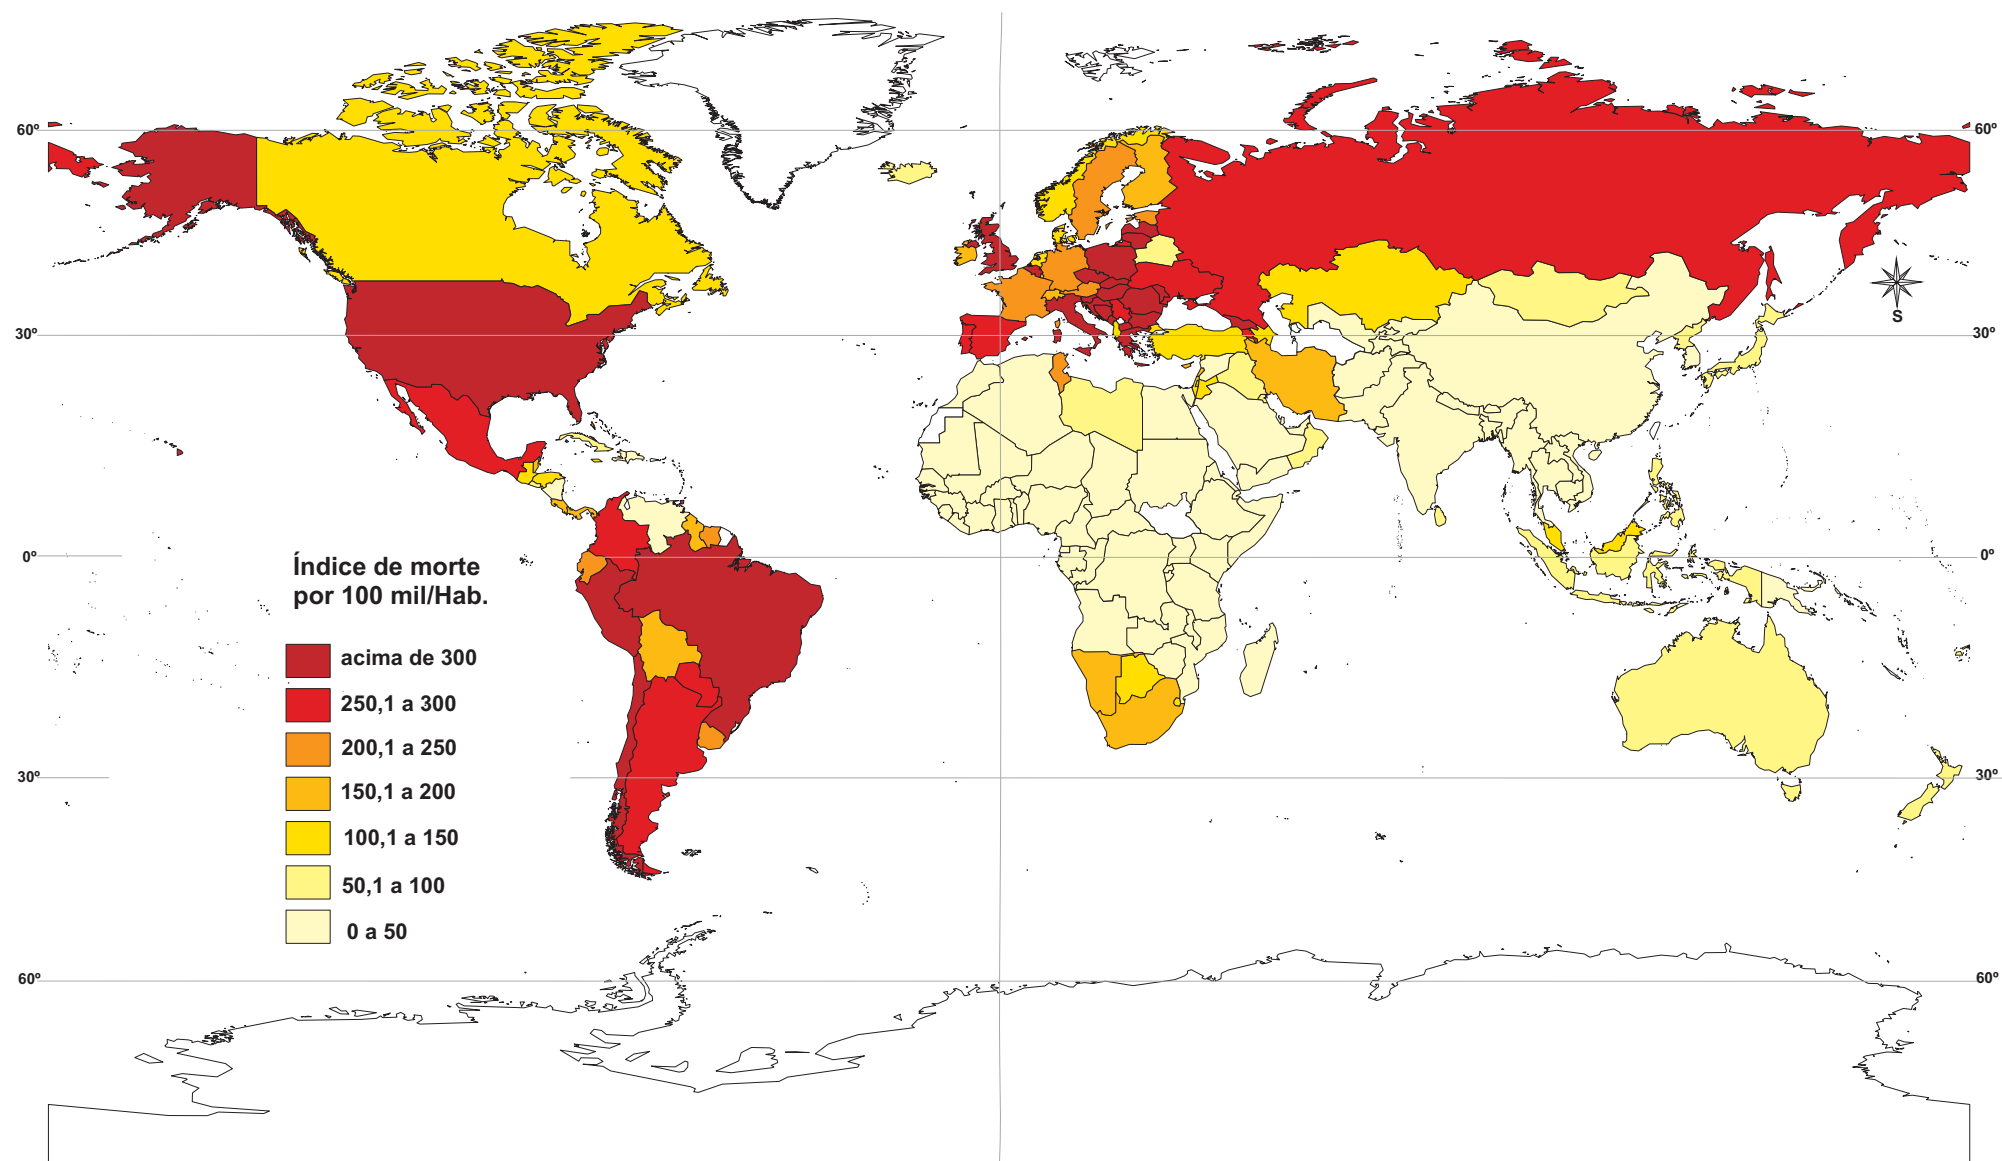 60º
60º
S
30º
30º
0º
0º
Índice de morte
por 100 mil/Hab.
acima de 300
250,1 a 300
200,1 a 250
150,1 a 200
100,1 a 150
50,1 a 100
0 a 50
30º
30º
60º
60º